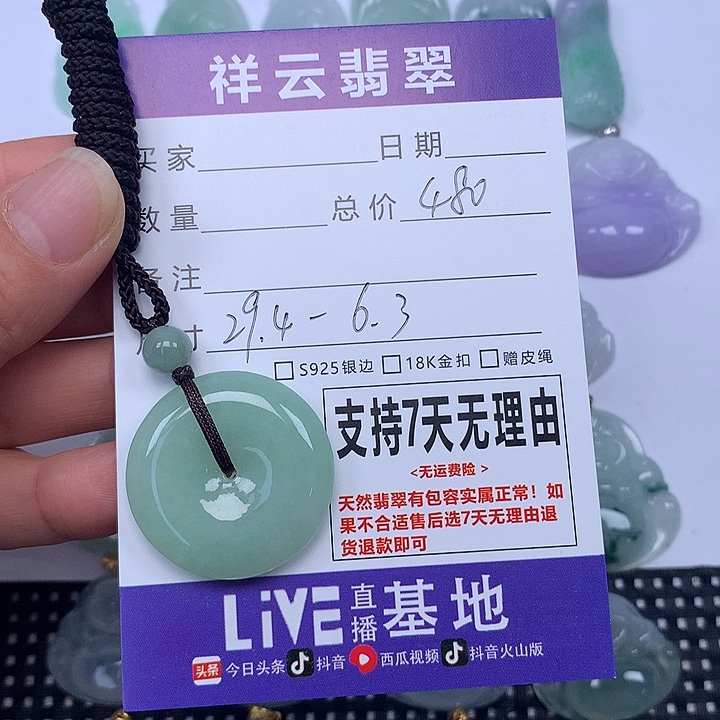 祥云翡翠
买家 日期
数量 总价 480
备注
寸 29.4 - 6.3
S925银边 18K金扣 赠皮绳
支持7天无理由
<无运费险>
天然翡翠有包容实属正常！如
果不合适售后选7天无理由退
货退款即可
LiVE直播基地
头条 今日头条 抖音 西瓜视频 抖音火山版